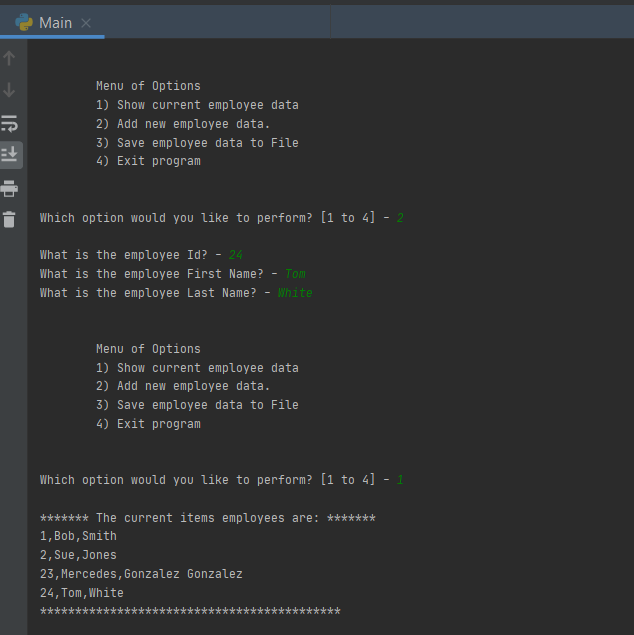 Main
Menu of Options
1) Show current employee data
2) Add new employee data.
3) Save employee data to File
4) Exit program
Which option would you like to perform? [1 to 4] - 2
What is the employee Id? - 24
What is the employee First Name? - Tom
What is the employee Last Name? - White
Menu of Options
1) Show current employee data
2) Add new employee data.
3) Save employee data to File
4) Exit program
Which option would you like to perform? [1 to 4] - 1
******* The current items employees are: *******
1,Bob,Smith
2,Sue,Jones
23,Mercedes,Gonzalez Gonzalez
24,Tom,White
*******************************************